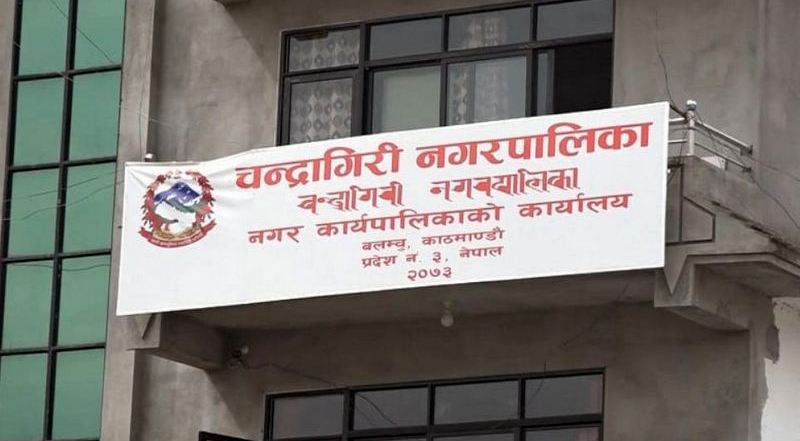 चन्द्रागिरी नगरपालिका
नगर कार्यपालिकाको कार्यालय
बलम्बु, काठमाण्डौ
प्रदेश नं. ३, नेपाल
२०७३